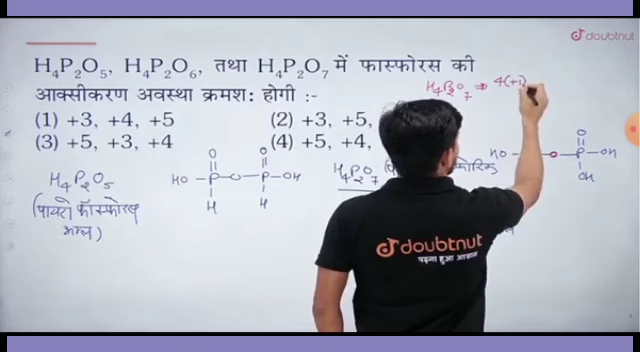 doubtnut
H₄P₂O₅, H₄P₂O₆, तथा H₄P₂O₇ में फास्फोरस की
आक्सीकरण अवस्था क्रमशः होगी :-
H₄P₂O₇ ⇒ 4(+1)
(1) +3, +4, +5 (2) +3, +5,
(3) +5, +3, +4 (4) +5, +4,
H₄P₂O₅
(पायरो फॉस्फोरस
अम्ल)
O O
HO P O P OH
H H
H₄P₂O₇
O
HO O P OH
OH
doubtnut
पढ़ना हुआ आसान